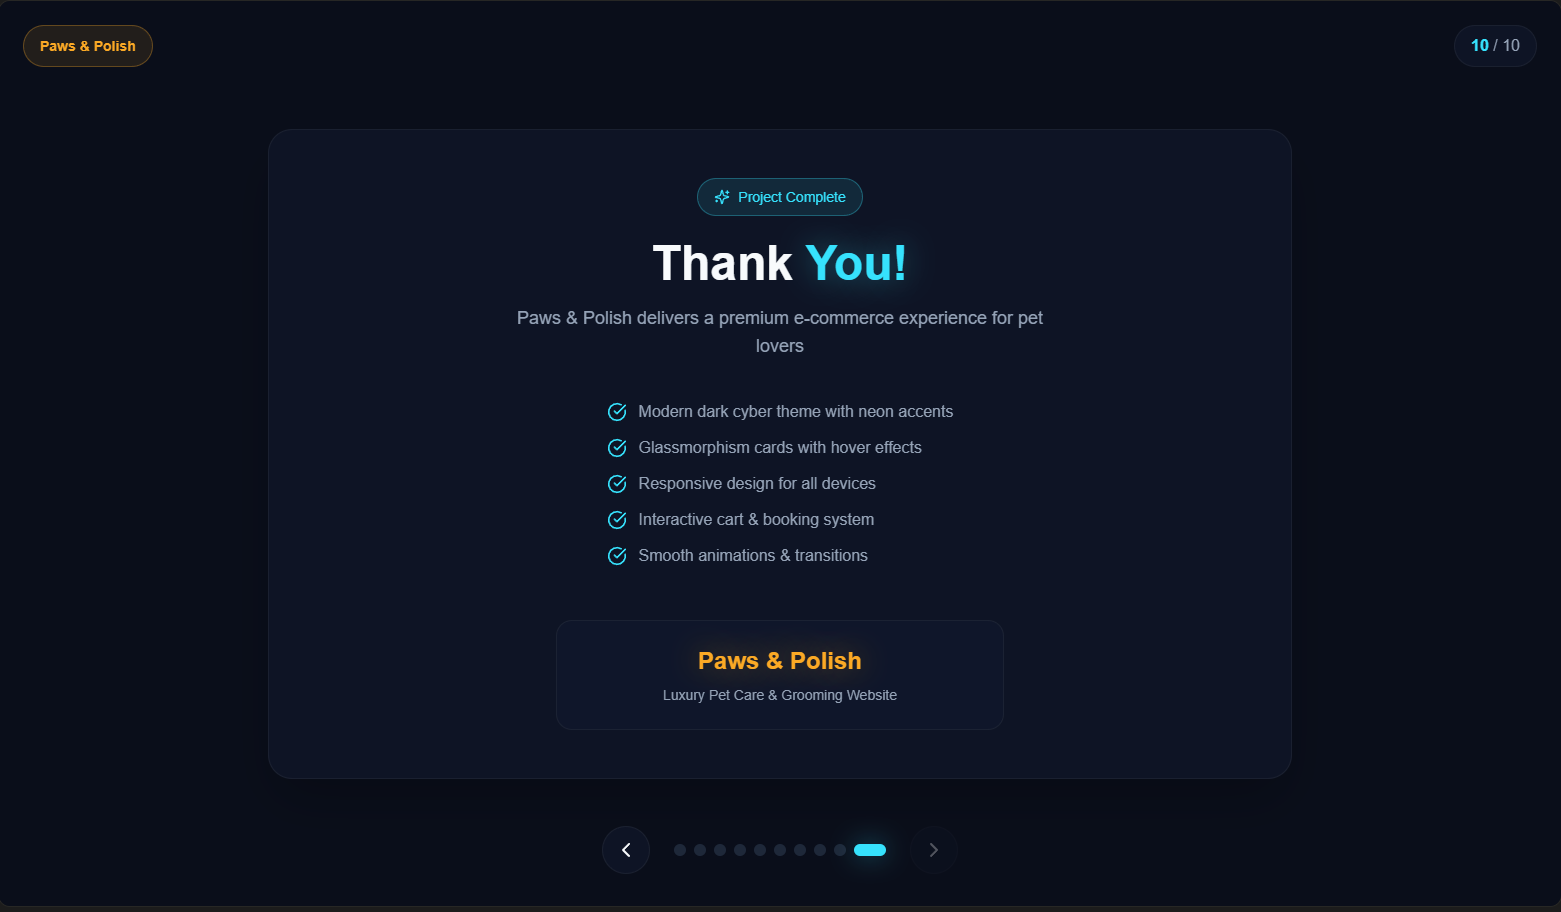 Paws & Polish
10 / 10
Project Complete
Thank You!
Paws & Polish delivers a premium e-commerce experience for pet
lovers
Modern dark cyber theme with neon accents
Glassmorphism cards with hover effects
Responsive design for all devices
Interactive cart & booking system
Smooth animations & transitions
Paws & Polish
Luxury Pet Care & Grooming Website